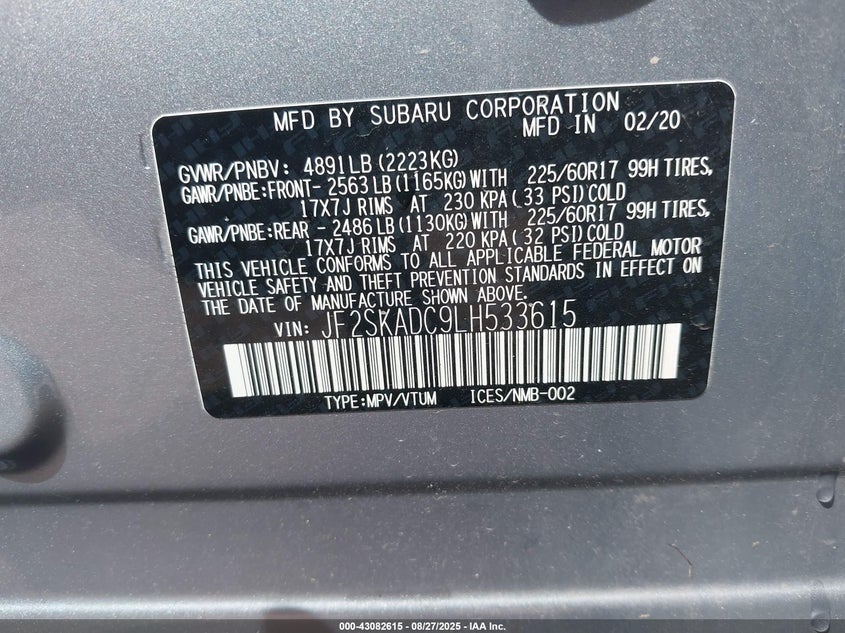 MFD BY SUBARU CORPORATION
MFD IN 02/20
GVWR/PNBV: 4891LB (2223KG)
GAWR/PNBE:FRONT- 2563 LB (1165KG) WITH 225/60R17 99H TIRES,
17X7J RIMS AT 230 KPA ( 33 PSI) COLD
GAWR/PNBE:REAR - 2486 LB (1130KG) WITH 225/60R17 99H TIRES,
17X7J RIMS AT 220 KPA ( 32 PSI) COLD
THIS VEHICLE CONFORMS TO ALL APPLICABLE FEDERAL MOTOR
VEHICLE SAFETY AND THEFT PREVENTION STANDARDS IN EFFECT ON
THE DATE OF MANUFACTURE SHOWN ABOVE.
VIN: JF2SKADC9LH533615
TYPE:MPV/VTUM ICES/NMB-002
000-43082615 - 08/27/2025 - IAA Inc.